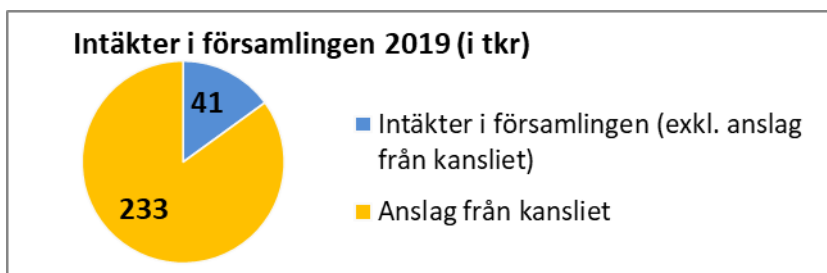 Intäkter i församlingen 2019 (i tkr)
41
233
Intäkter i församlingen (exkl. anslag
från kansliet)
Anslag från kansliet